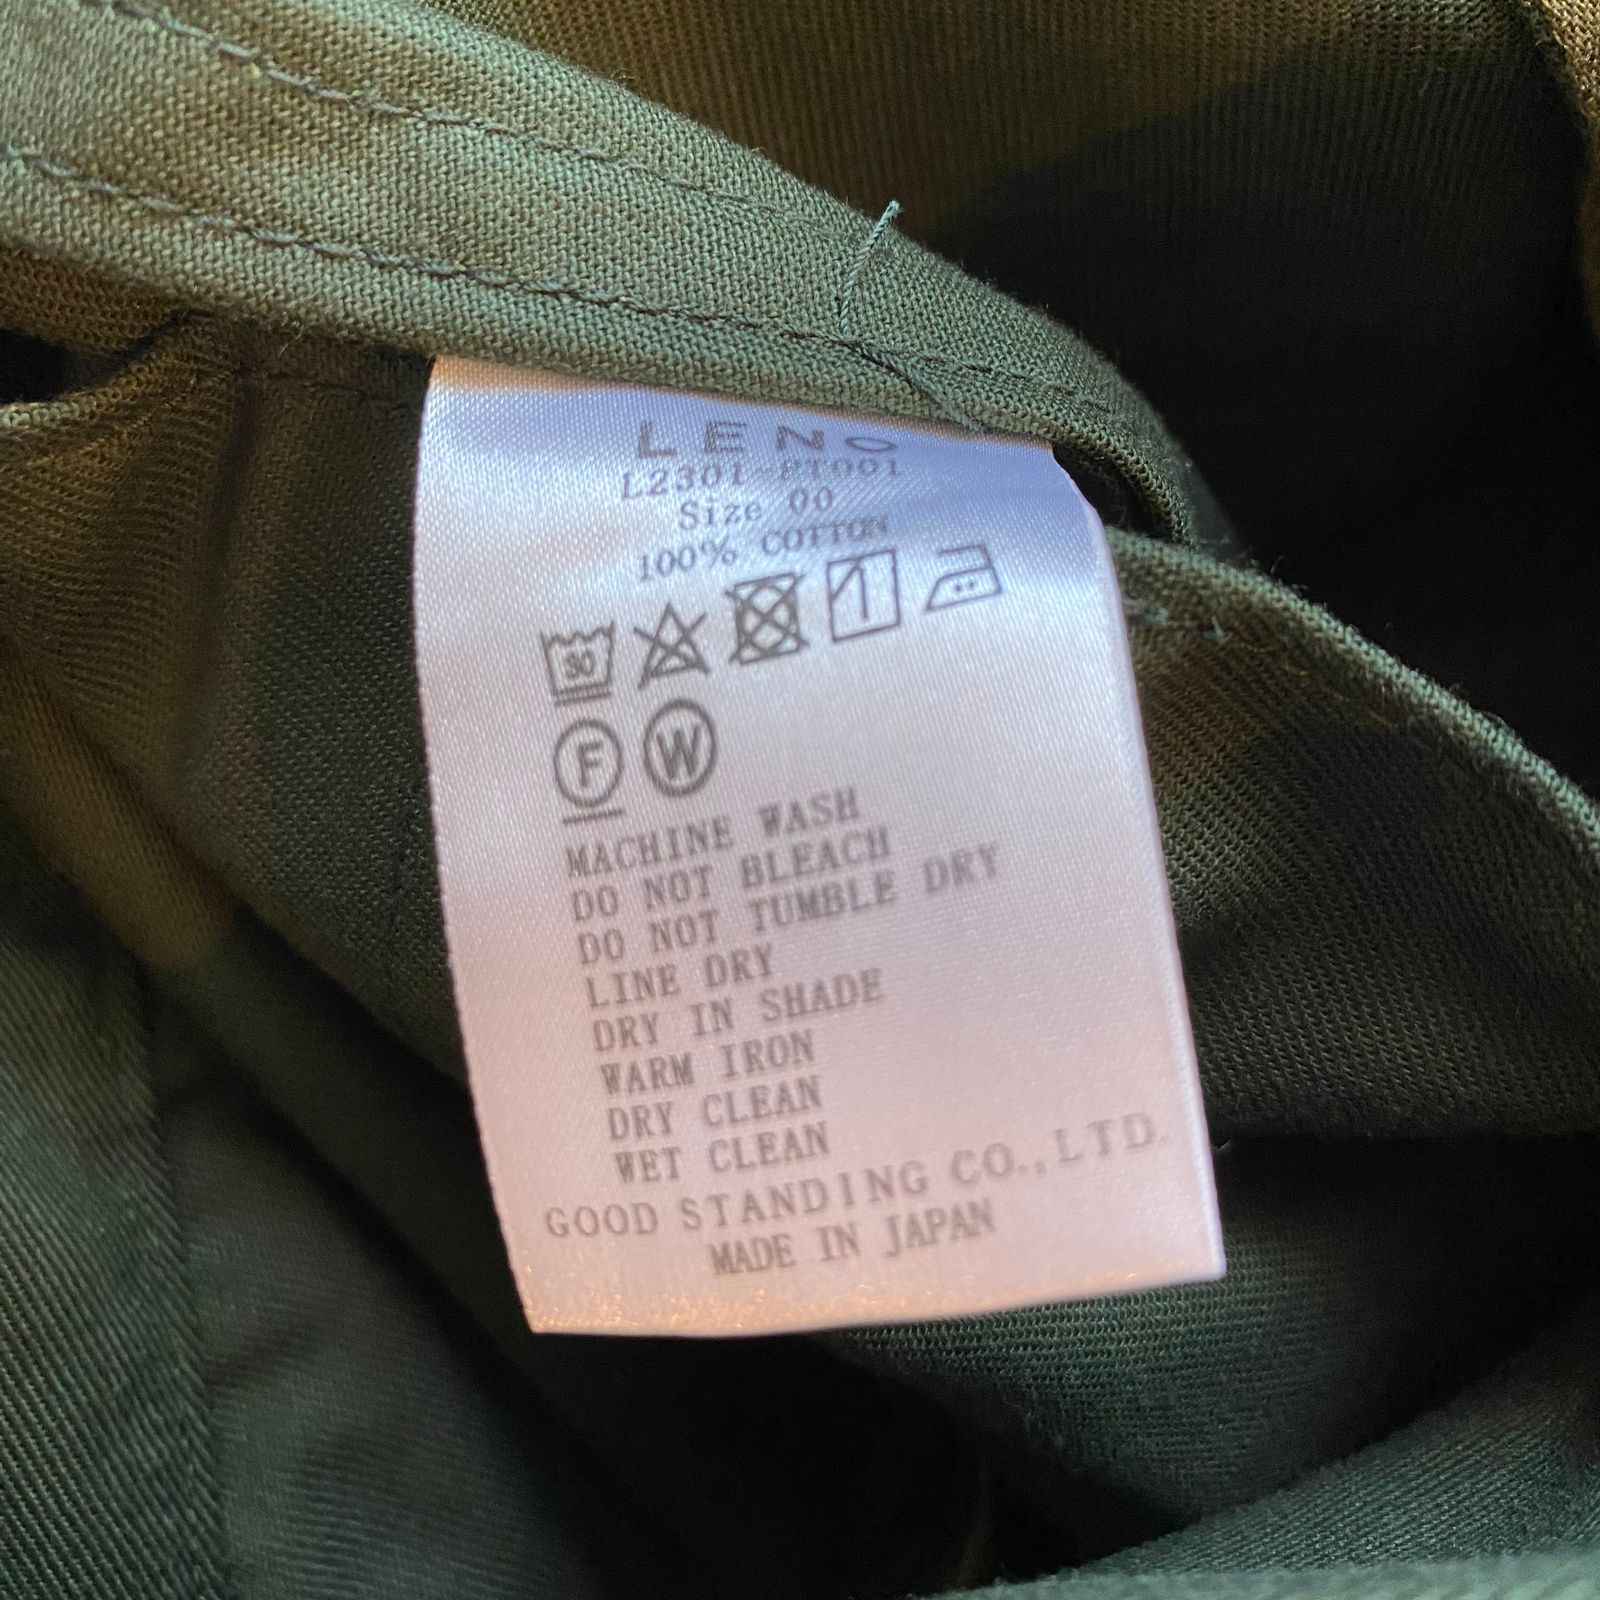 LENO
L2301-PT001
Size 00
100% COTTON
30
F W
MACHINE WASH
DO NOT BLEACH
DO NOT TUMBLE DRY
LINE DRY
DRY IN SHADE
WARM IRON
DRY CLEAN
WET CLEAN
GOOD STANDING CO., LTD.
MADE IN JAPAN